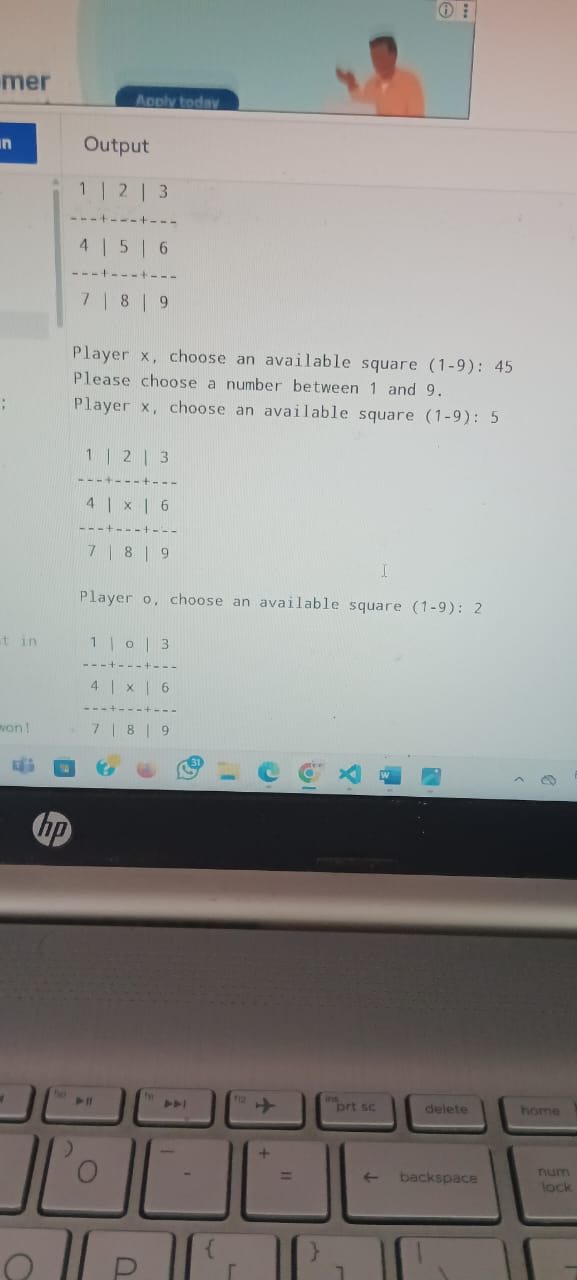 mer
Apply today
Output
1 | 2 | 3
---+---+---
4 | 5 | 6
---+---+---
7 | 8 | 9
Player x, choose an available square (1-9): 45
Please choose a number between 1 and 9.
;
Player x, choose an available square (1-9): 5
1 | 2 | 3
---+---+---
4 | x | 6
---+---+---
7 | 8 | 9
Player o, choose an available square (1-9): 2
t in
1 | o | 3
---+---+---
4 | x | 6
---+---+---
won!
7 | 8 | 9
31
W
hp
f12
ins
prt sc
delete
home
)
0
—
-
+
=
← backspace
num
lock
O
P
{
[
}
]
|
\